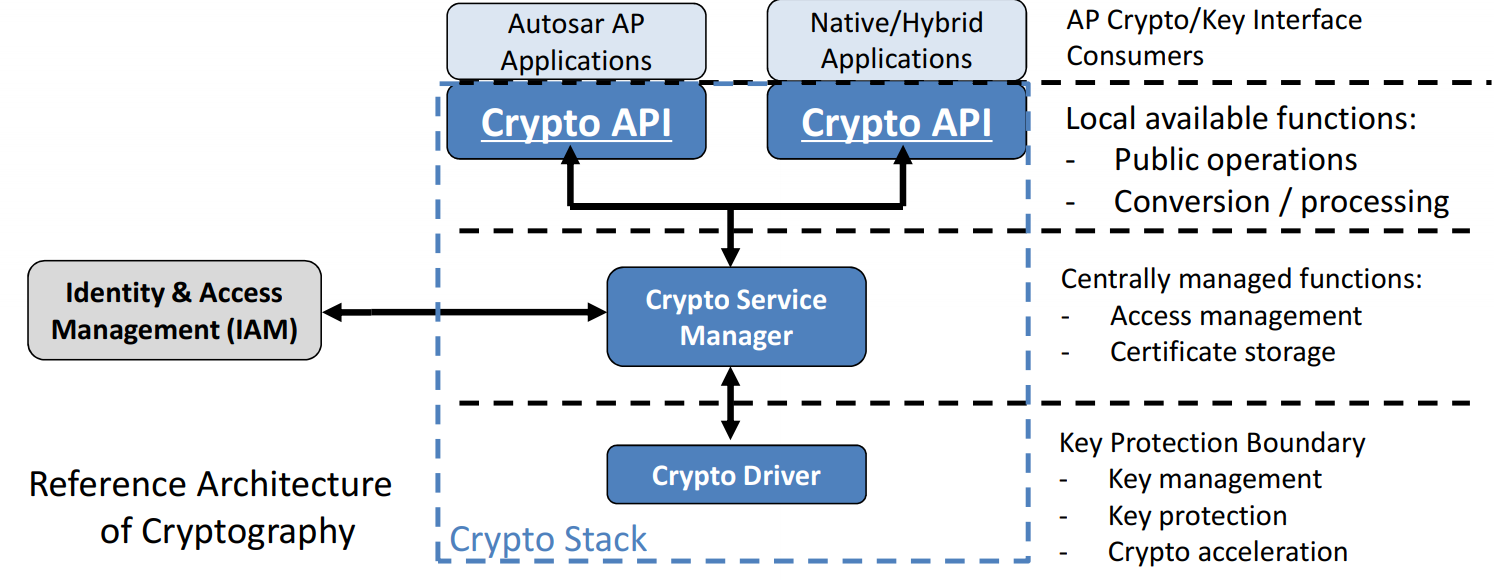 Autosar AP
Applications
Native/Hybrid
Applications
AP Crypto/Key Interface
Consumers
Crypto API
Crypto API
Local available functions:
- Public operations
- Conversion / processing
Identity & Access
Management (IAM)
Crypto Service
Manager
Centrally managed functions:
- Access management
- Certificate storage
Crypto Driver
Key Protection Boundary
- Key management
- Key protection
- Crypto acceleration
Reference Architecture
of Cryptography
Crypto Stack